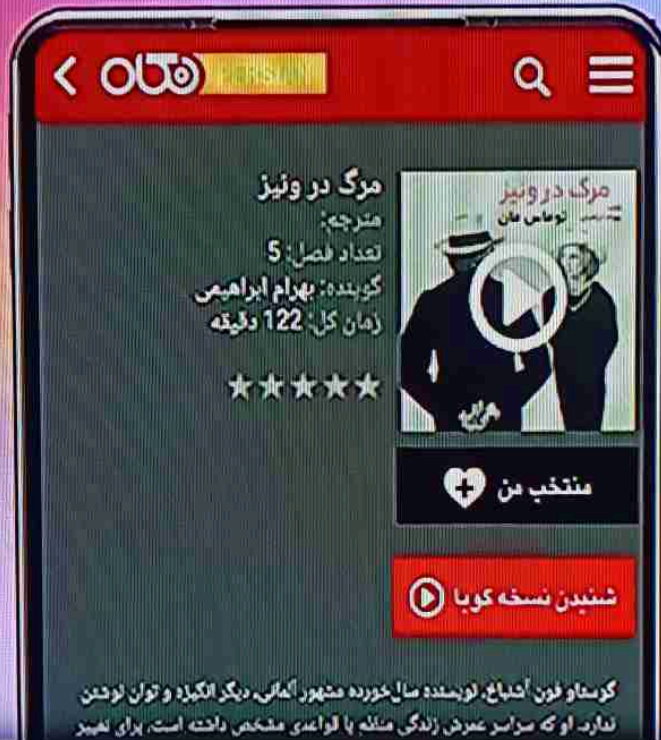 نگاه PERSIAN
مرگ در ونیز
مترجم:
تعداد فصل: 5
گوینده: بهرام ابراهیمی
زمان کل: 122 دقیقه
مرگ در ونیز
توماس مان
منتخب من
شنیدن نسخه گویا
گوستاو فون آشنباخ، نویسنده سال‌خورده مشهور آلمانی، دیگر انگیزه و توان نوشتن
ندارد. او که سراسر عمرش زندگی منظم با قواعدی مشخص داشته است، برای تغییر